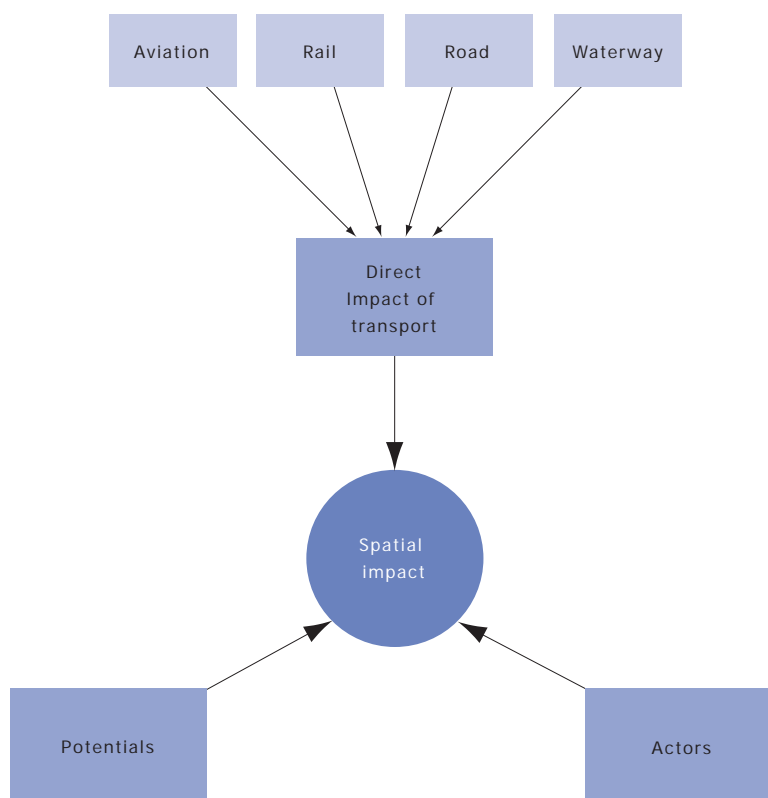 Aviation
Rail
Road
Waterway
Direct
Impact of
transport
Spatial
impact
Potentials
Actors